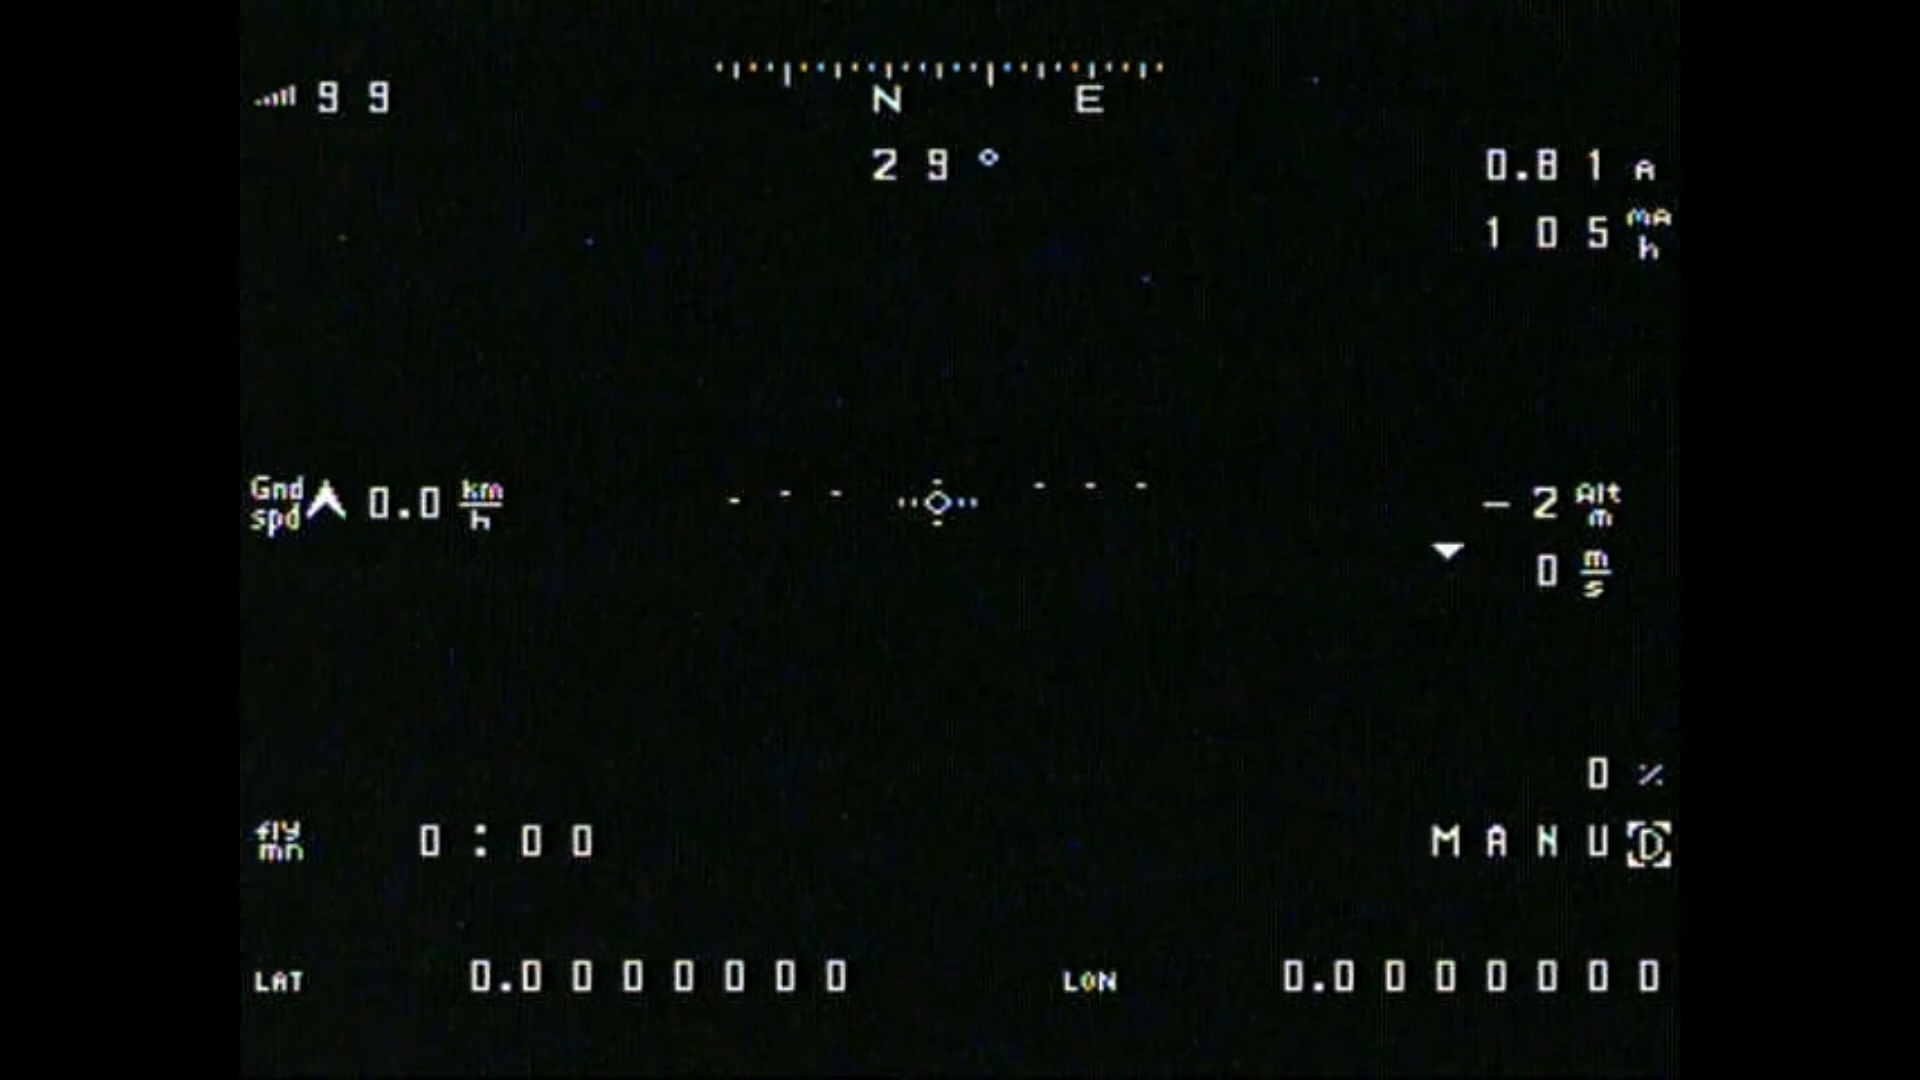 99
N E
29°
0.81 A
105 mAh
Gnd spd 0.0 km/h
-2 Alt m
0 m/s
0 %
fly mn 0:00
MANU D
LAT 0.0000000
LON 0.0000000